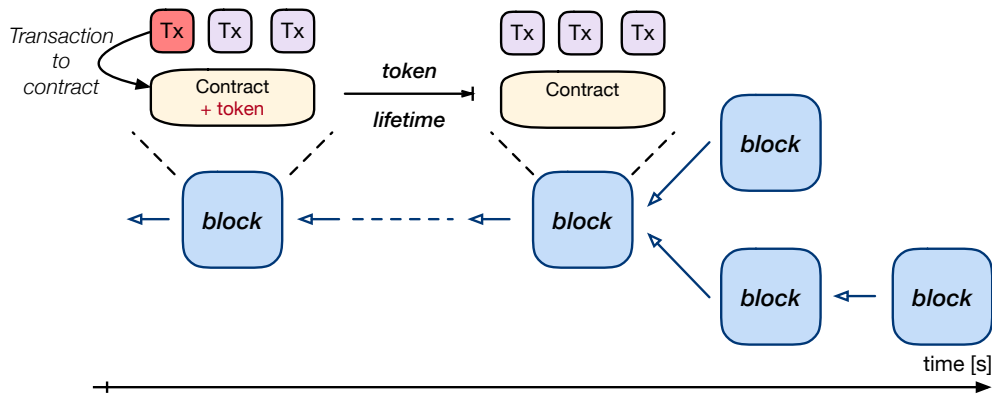 Transaction
to
contract
Tx Tx Tx
Contract
+ token
token
lifetime
Tx Tx Tx
Contract
block
block
block
block
block
time [s]